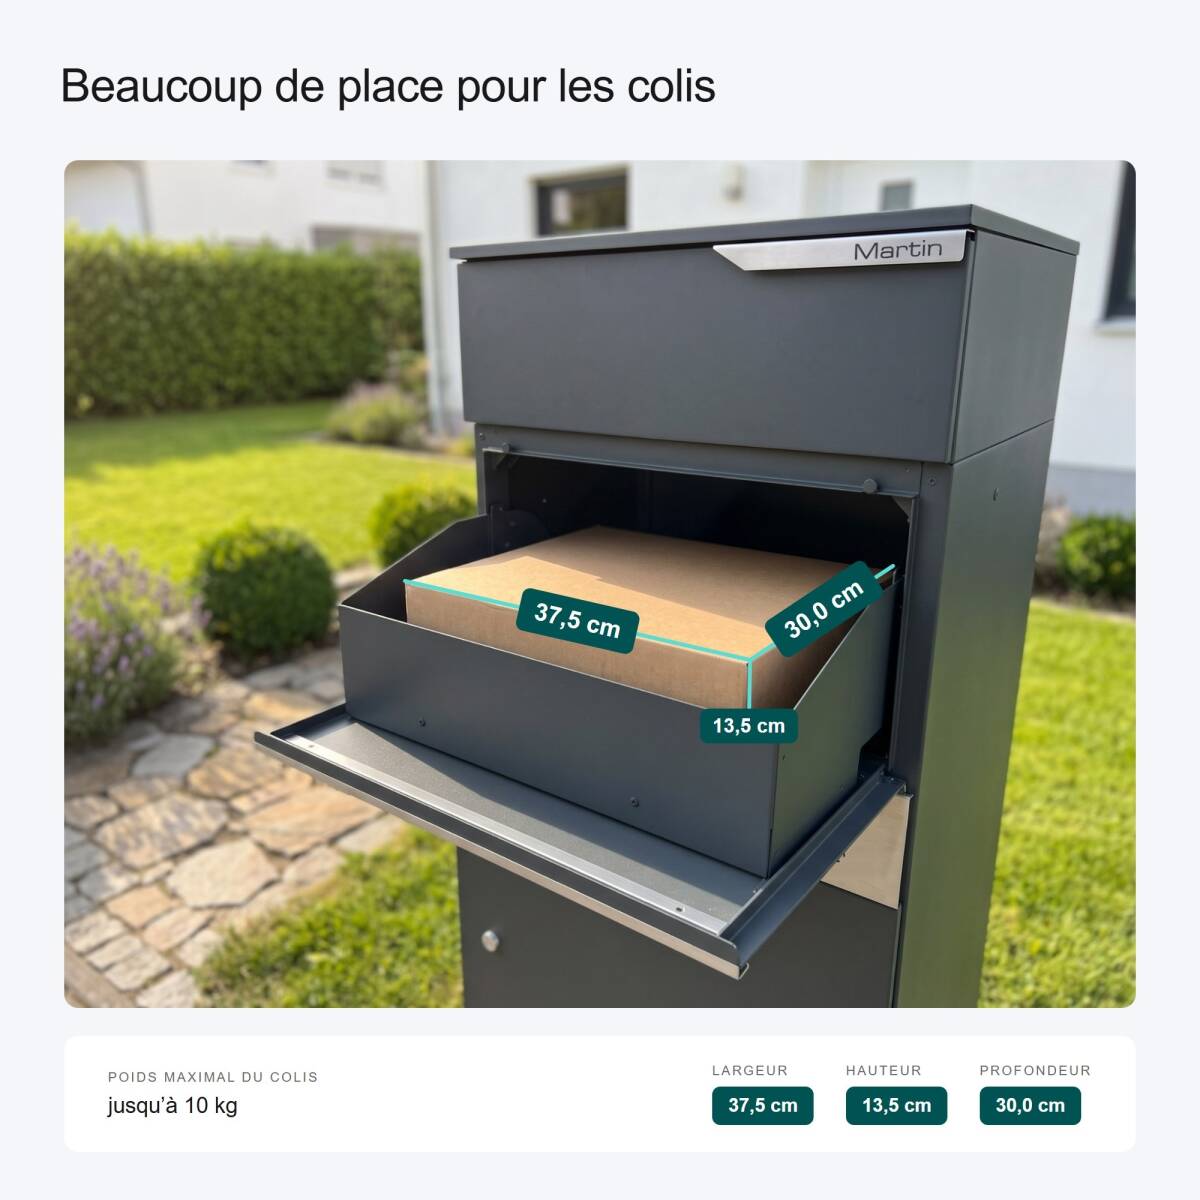 Beaucoup de place pour les colis
Martin
37,5 cm
30,0 cm
13,5 cm
POIDS MAXIMAL DU COLIS
jusqu’à 10 kg
LARGEUR
HAUTEUR
PROFONDEUR
37,5 cm
13,5 cm
30,0 cm